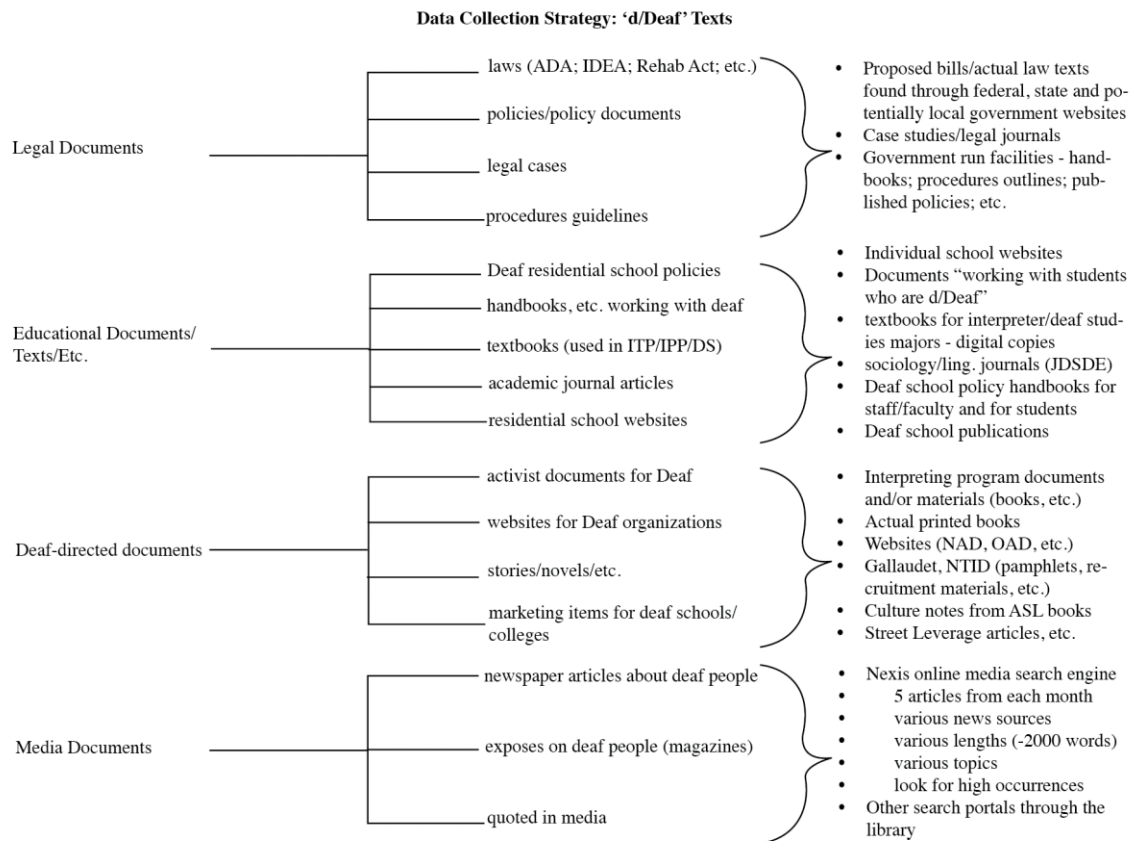 Data Collection Strategy: ‘d/Deaf’ Texts
Legal Documents
laws (ADA; IDEA; Rehab Act; etc.)
policies/policy documents
legal cases
procedures guidelines
• Proposed bills/actual law texts
found through federal, state and po-
tentially local government websites
• Case studies/legal journals
• Government run facilities - hand-
books; procedures outlines; pub-
lished policies; etc.
Educational Documents/
Texts/Etc.
Deaf residential school policies
handbooks, etc. working with deaf
textbooks (used in ITP/IPP/DS)
academic journal articles
residential school websites
• Individual school websites
• Documents “working with students
who are d/Deaf”
• textbooks for interpreter/deaf stud-
ies majors - digital copies
• sociology/ling. journals (JDSDE)
• Deaf school policy handbooks for
staff/faculty and for students
• Deaf school publications
Deaf-directed documents
activist documents for Deaf
websites for Deaf organizations
stories/novels/etc.
marketing items for deaf schools/
colleges
• Interpreting program documents
and/or materials (books, etc.)
• Actual printed books
• Websites (NAD, OAD, etc.)
• Gallaudet, NTID (pamphlets, re-
cruitment materials, etc.)
• Culture notes from ASL books
• Street Leverage articles, etc.
Media Documents
newspaper articles about deaf people
exposes on deaf people (magazines)
quoted in media
• Nexis online media search engine
• 5 articles from each month
• various news sources
• various lengths (-2000 words)
• various topics
• look for high occurrences
• Other search portals through the
library